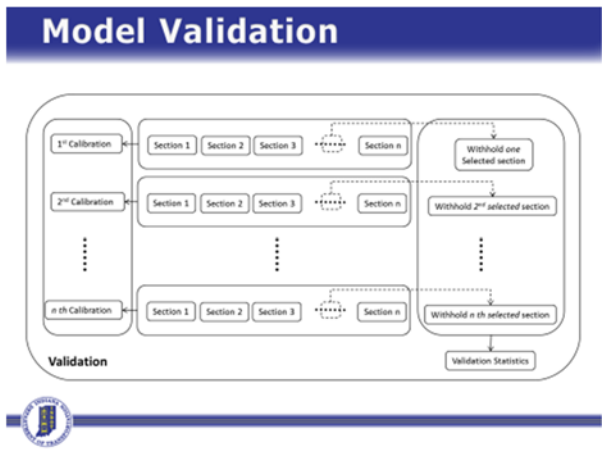 Model Validation
1st Calibration
Section 1
Section 2
Section 3
Section n
Withhold one
Selected section
2nd Calibration
Section 1
Section 2
Section 3
Section n
Withhold 2nd selected section
n th Calibration
Section 1
Section 2
Section 3
Section n
Withhold n th selected section
Validation
Validation Statistics